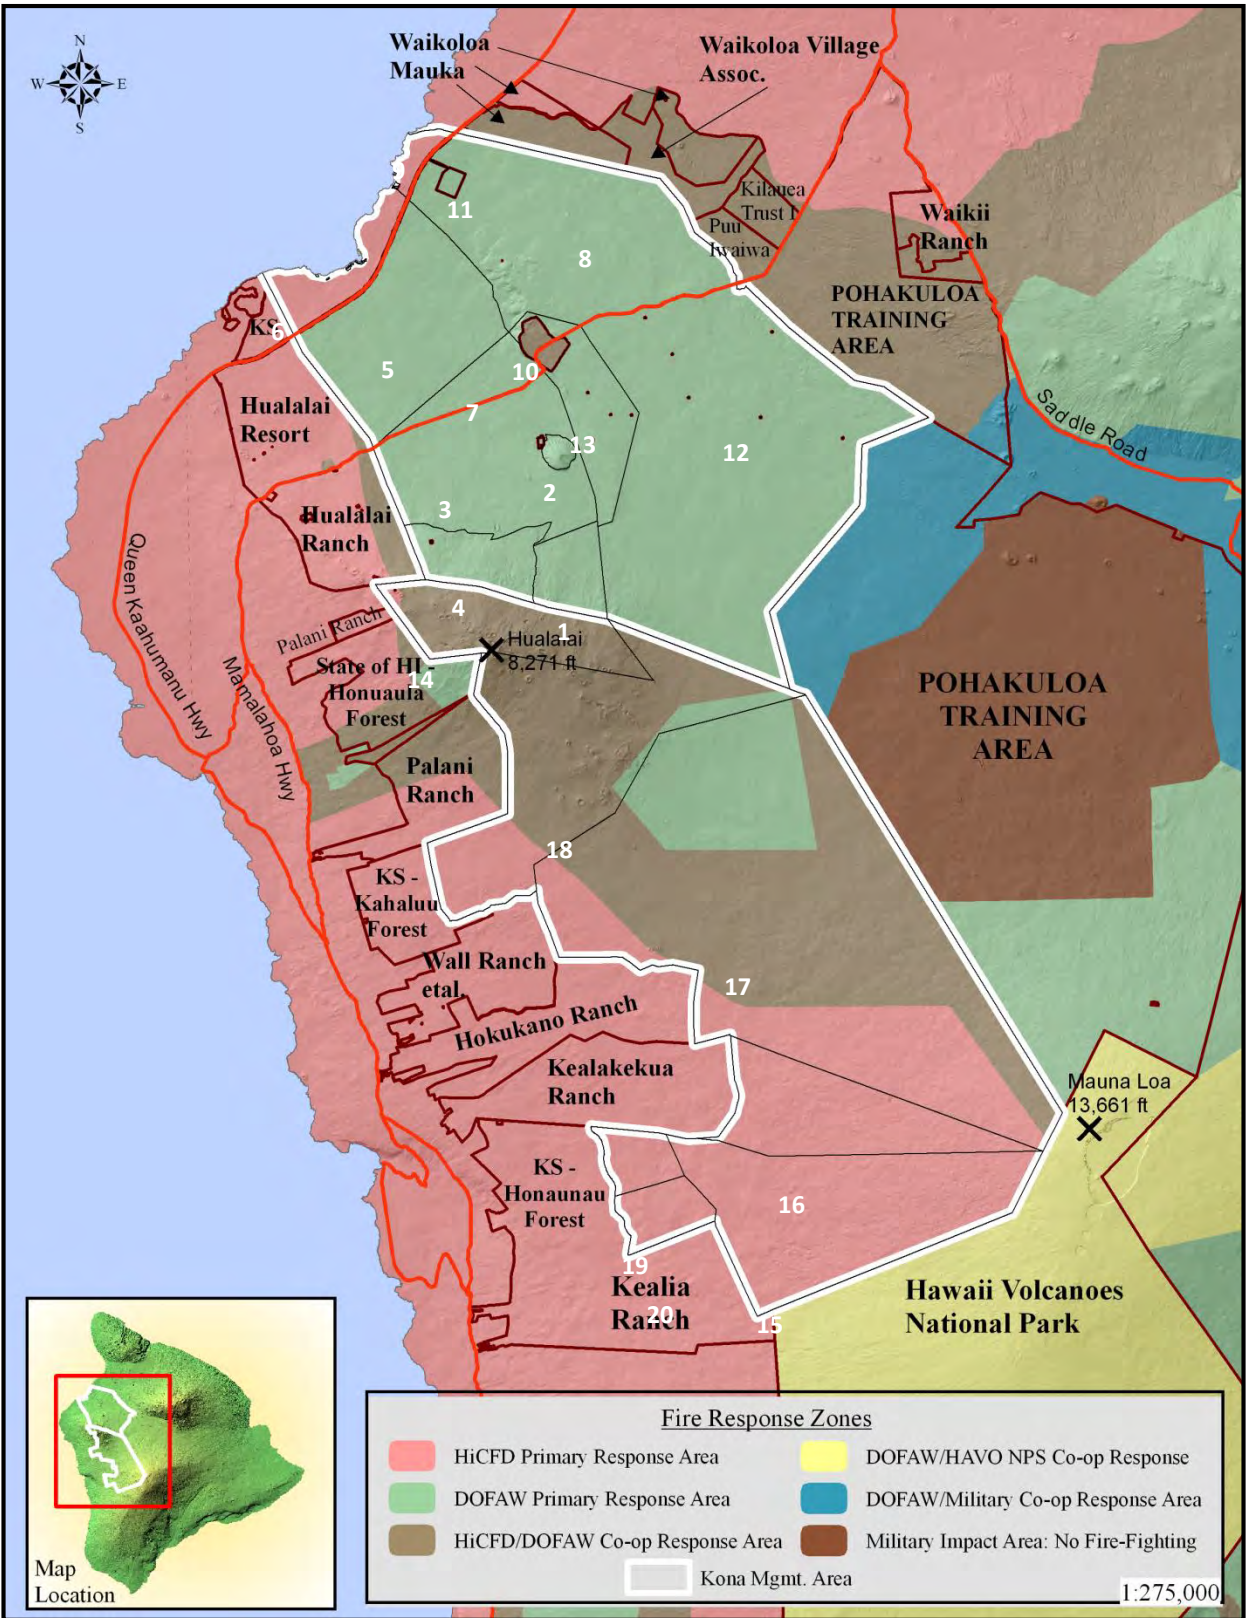 N
W E
S
Waikoloa
Mauka
Waikoloa Village
Assoc.
Kilauea
Trust I
Puu
Iwaiwa
Waikii
Ranch
POHAKULOA
TRAINING
AREA
11
8
KS
6
5
10
7
Hualalai
Resort
Saddle Road
13
12
2
3
Hualalai
Ranch
Queen Kaahumanu Hwy
4
1
Palani Ranch
Hualalai
8,271 ft
Mamalahoa Hwy
State of HI -
Honuaula
Forest
14
POHAKULOA
TRAINING
AREA
Palani
Ranch
18
KS -
Kahaluu
Forest
Wall Ranch
etal.
17
Hokukano Ranch
Kealakekua
Ranch
Mauna Loa
13,661 ft
KS -
Honaunau
Forest
16
19
Kealia
Ranch
20
15
Hawaii Volcanoes
National Park
Map
Location
Fire Response Zones
HiCFD Primary Response Area
DOFAW Primary Response Area
HiCFD/DOFAW Co-op Response Area
DOFAW/HAVO NPS Co-op Response
DOFAW/Military Co-op Response Area
Military Impact Area: No Fire-Fighting
Kona Mgmt. Area
1:275,000